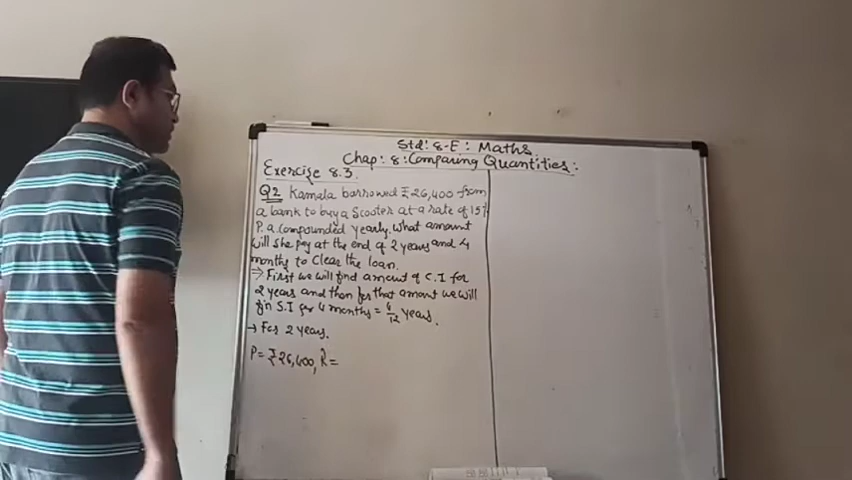 Std: 8-E : Maths
Chap: 8: Comparing Quantities:
Exercise 8.3.
Q2 Kamala borrowed ₹26,400 from
a bank to buy a Scooter at a rate of 15%
P.a compounded yearly. what amount
will she pay at the end of 2 years and 4
months to clear the loan.
⇒ First we will find amount of C.I for
2 years and then for that amount we will
fin S.I for 4 months = 4/12 years.
→ For 2 years.
P = ₹26,400, R =